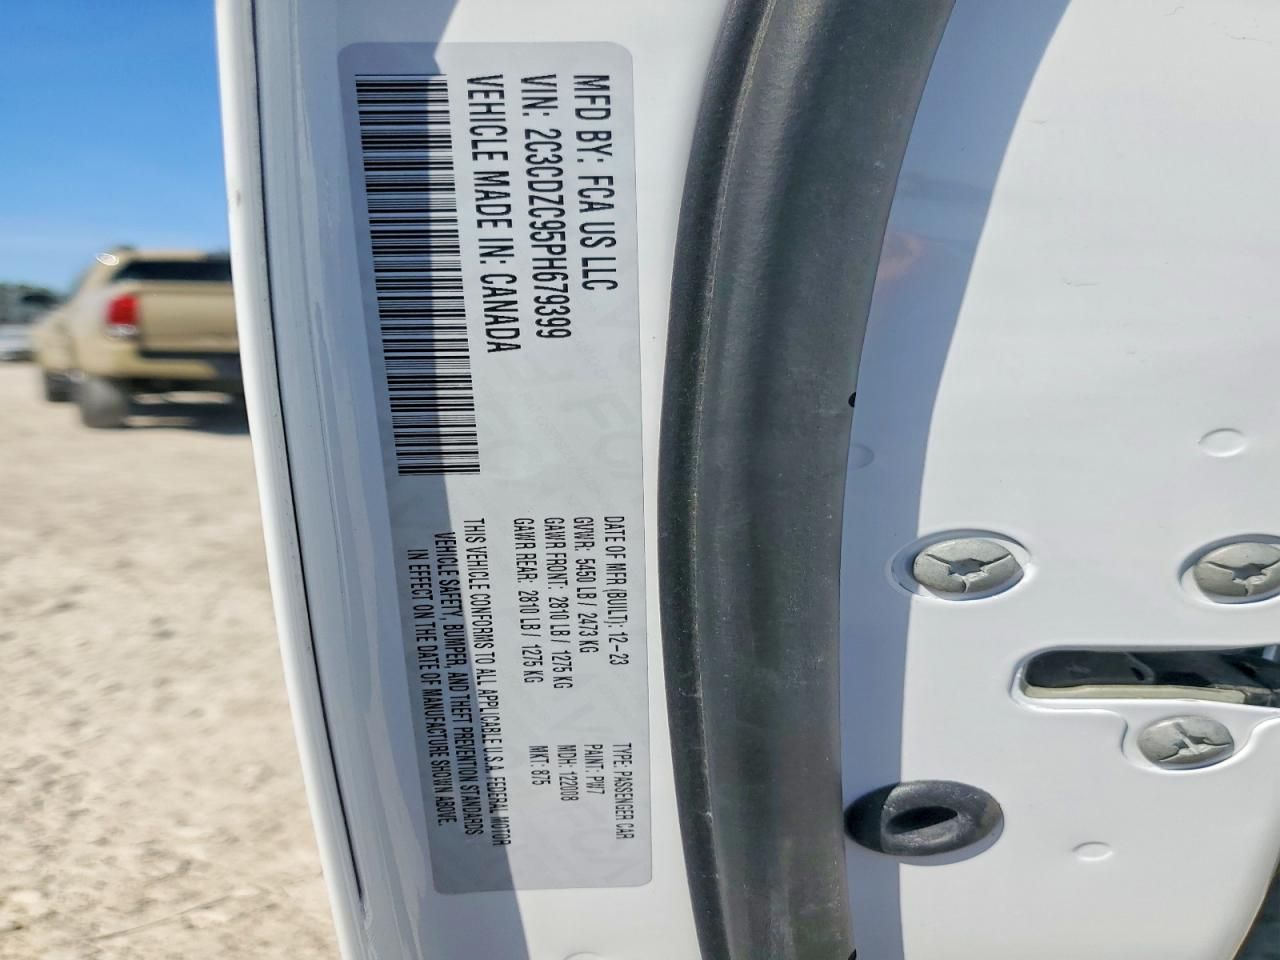 MFD BY: FCA US LLC
VIN: 2C3CDZC95PH679399
VEHICLE MADE IN: CANADA
DATE OF MFR (BUILT): 12-23
GVWR: 5450 LB / 2473 KG
GAWR FRONT: 2810 LB / 1275 KG
GAWR REAR: 2810 LB / 1275 KG
TYPE: PASSENGER CAR
PAINT: PW7
MDH: 122008
MKT: 875
THIS VEHICLE CONFORMS TO ALL APPLICABLE U.S.A. FEDERAL MOTOR
VEHICLE SAFETY, BUMPER, AND THEFT PREVENTION STANDARDS
IN EFFECT ON THE DATE OF MANUFACTURE SHOWN ABOVE.